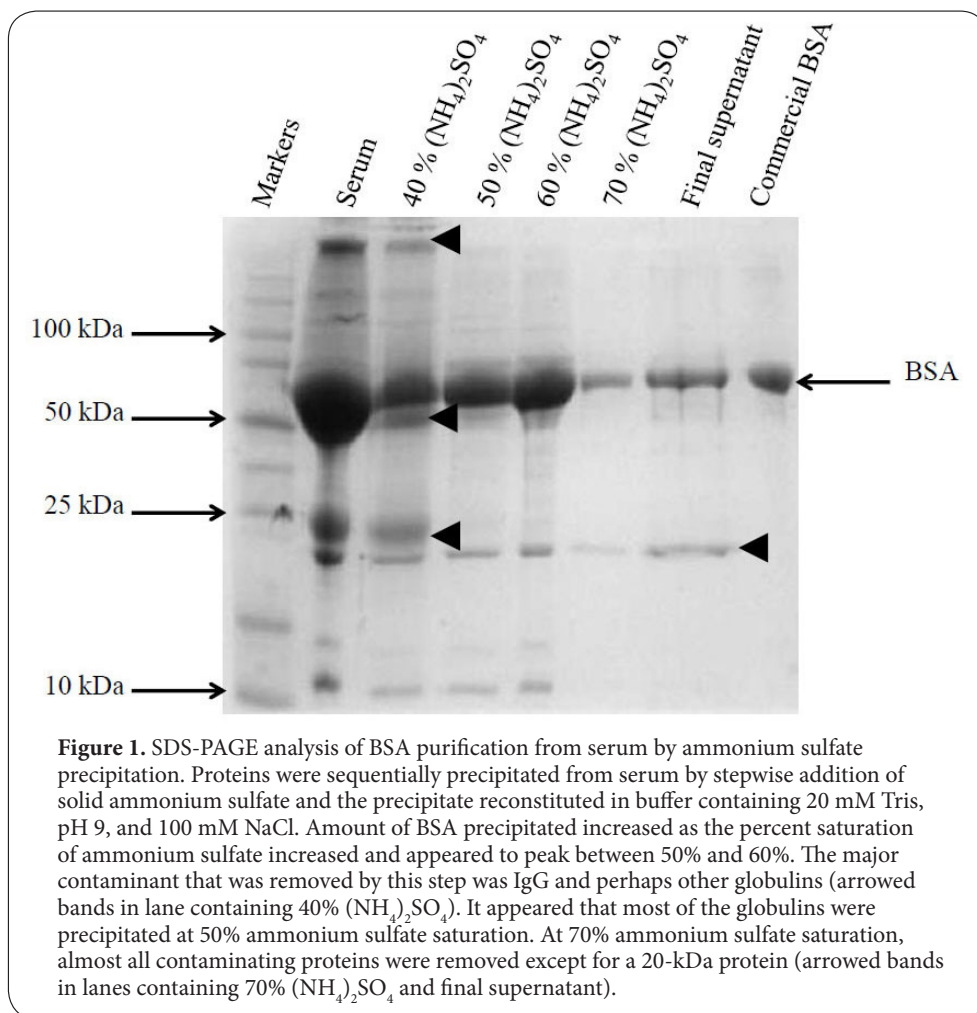 Markers
Serum
40 % (NH₄)₂SO₄
50 % (NH₄)₂SO₄
60 % (NH₄)₂SO₄
70 % (NH₄)₂SO₄
Final supernatant
Commercial BSA
100 kDa
BSA
50 kDa
25 kDa
10 kDa
Figure 1. SDS-PAGE analysis of BSA purification from serum by ammonium sulfate
precipitation. Proteins were sequentially precipitated from serum by stepwise addition of
solid ammonium sulfate and the precipitate reconstituted in buffer containing 20 mM Tris,
pH 9, and 100 mM NaCl. Amount of BSA precipitated increased as the percent saturation
of ammonium sulfate increased and appeared to peak between 50% and 60%. The major
contaminant that was removed by this step was IgG and perhaps other globulins (arrowed
bands in lane containing 40% (NH₄)₂SO₄). It appeared that most of the globulins were
precipitated at 50% ammonium sulfate saturation. At 70% ammonium sulfate saturation,
almost all contaminating proteins were removed except for a 20-kDa protein (arrowed bands
in lanes containing 70% (NH₄)₂SO₄ and final supernatant).